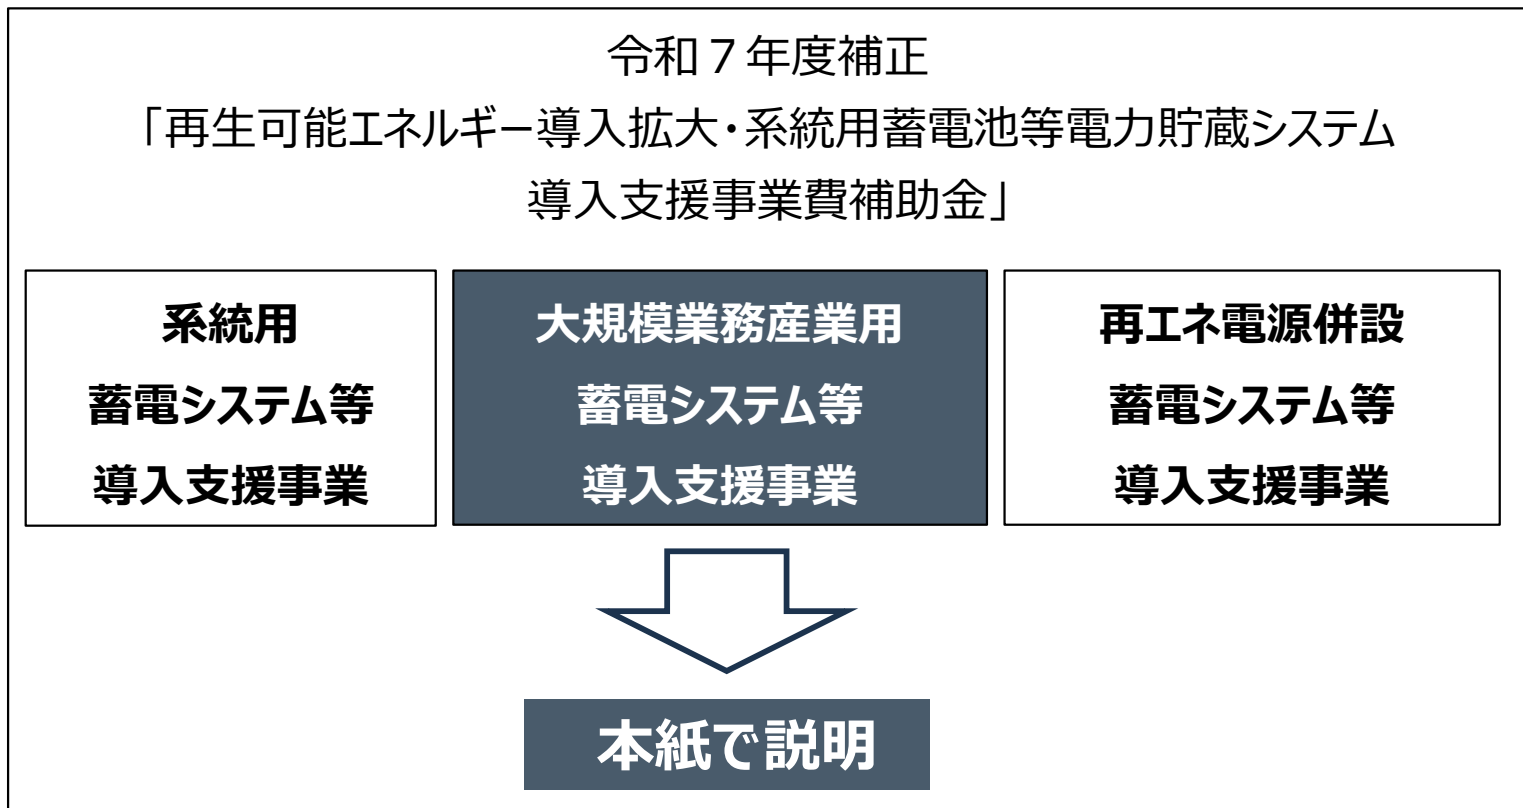 令和７年度補正
「再生可能エネルギー導入拡大・系統用蓄電池等電力貯蔵システム
導入支援事業費補助金」
系統用
蓄電システム等
導入支援事業
大規模業務産業用
蓄電システム等
導入支援事業
再エネ電源併設
蓄電システム等
導入支援事業
本紙で説明